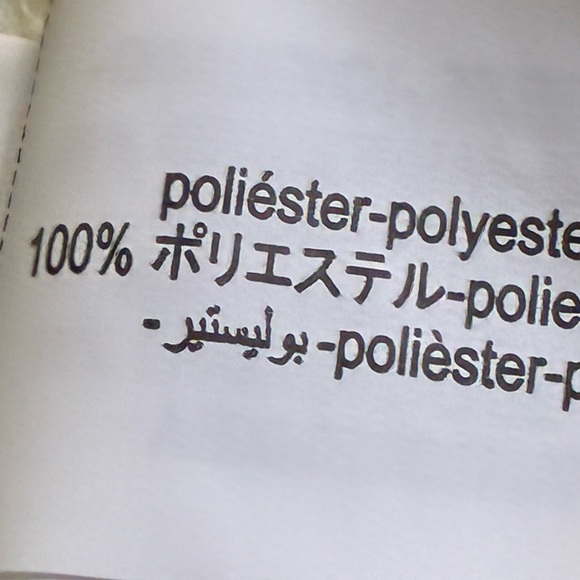 poliéster-polyeste
100% ポリエステル-polie
- بوليستير -polièster-p